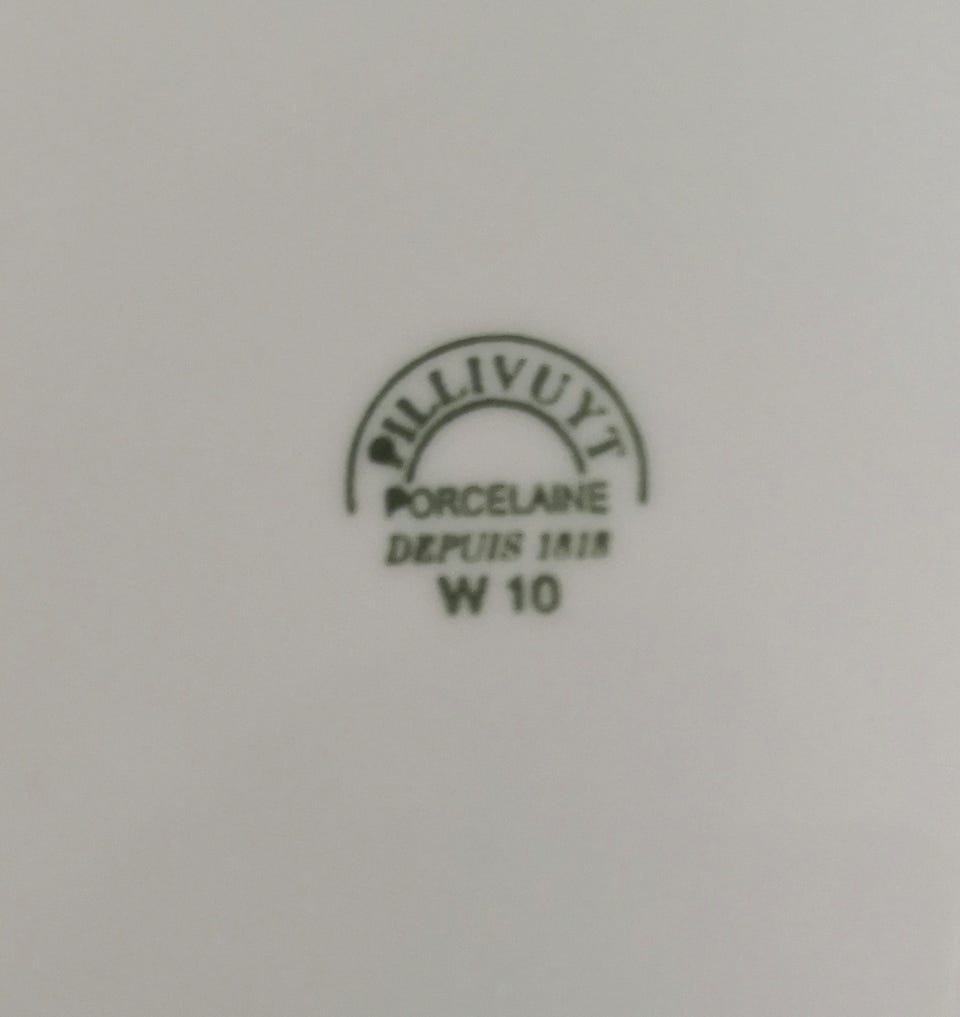 PILLIVUYT
PORCELAINE
DEPUIS 1818
W 10